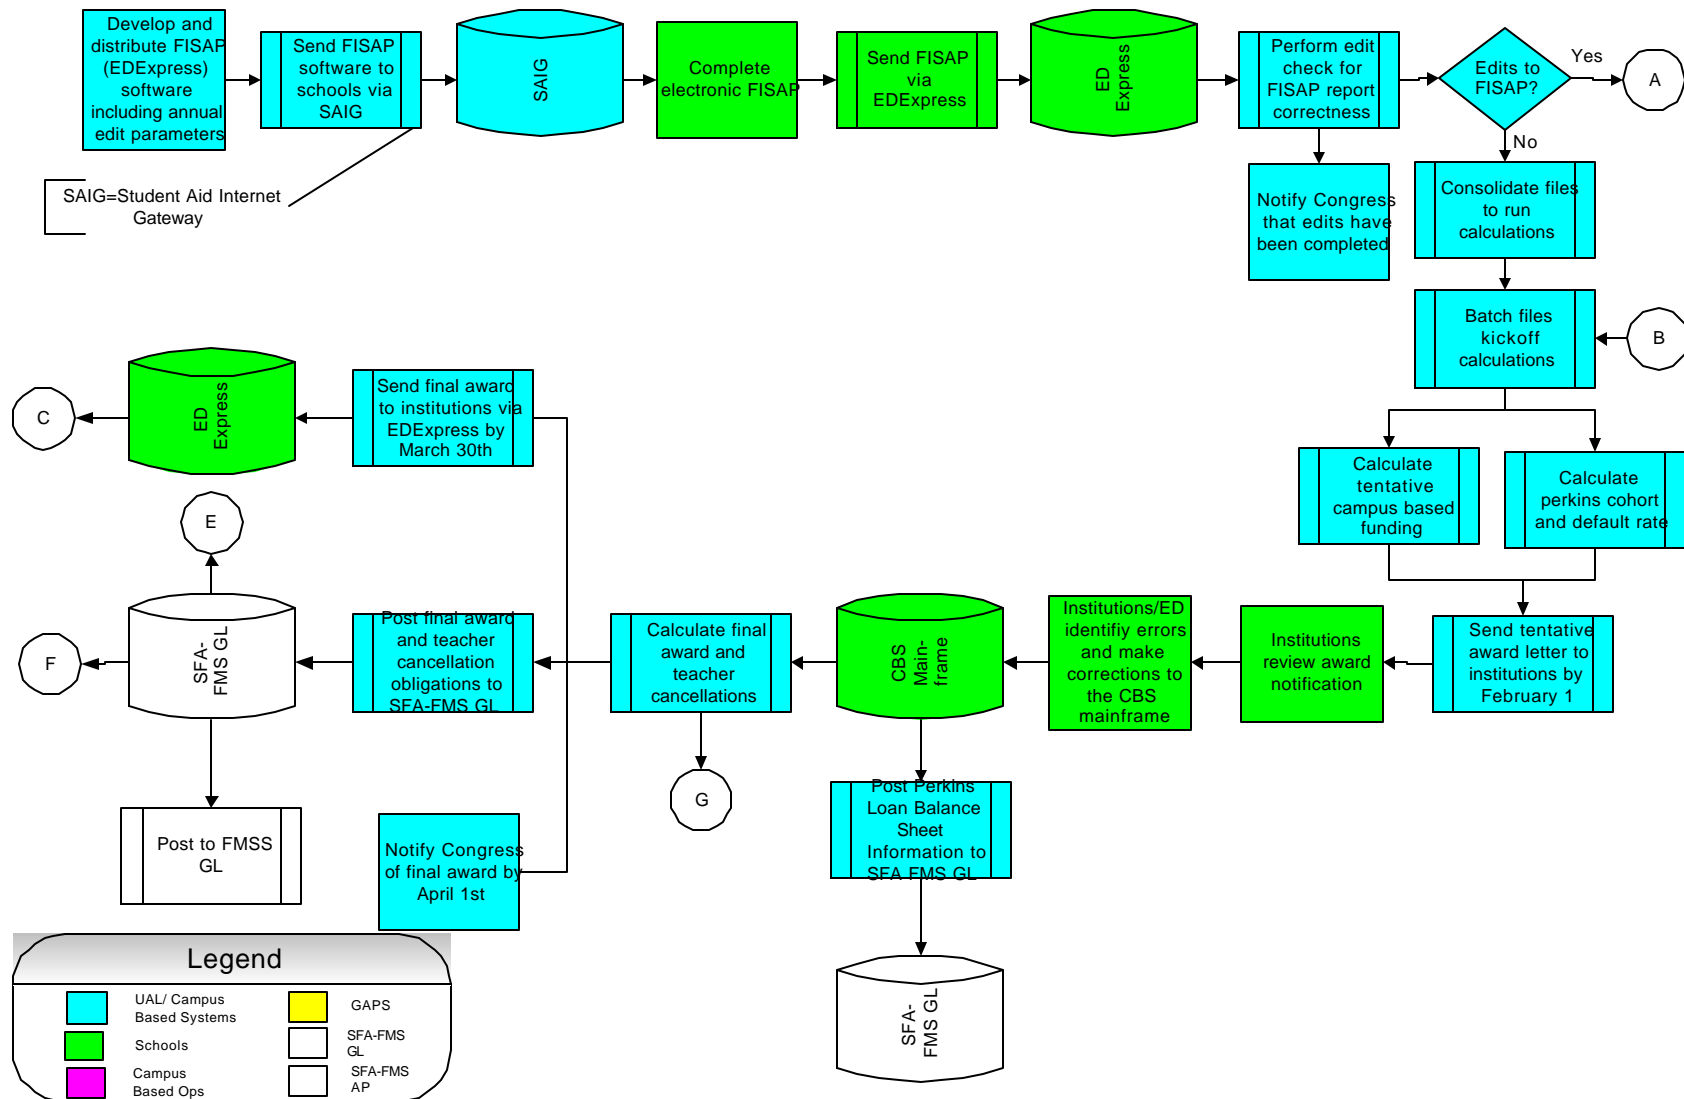 Develop and
distribute FISAP
(EDExpress)
software
including annual
edit parameters
Send FISAP
software to
schools via
SAIG
SAIG
Complete
electronic FISAP
Send FISAP
via
EDExpress
ED
Express
Perform edit
check for
FISAP report
correctness
Edits to
FISAP?
Yes
A
No
SAIG=Student Aid Internet
Gateway
Notify Congress
that edits have
been completed
Consolidate files
to run
calculations
Batch files
kickoff
calculations
B
C
ED
Express
Send final award
to institutions via
EDExpress by
March 30th
Calculate
tentative
campus based
funding
Calculate
perkins cohort
and default rate
E
F
SFA-
FMS GL
Post final award
and teacher
cancellation
obligations to
SFA-FMS GL
Calculate final
award and
teacher
cancellations
CBS
Main-
frame
Institutions/ED
identifiy errors
and make
corrections to
the CBS
mainframe
Institutions
review award
notification
Send tentative
award letter to
institutions by
February 1
G
Post to FMSS
GL
Notify Congress
of final award by
April 1st
Post Perkins
Loan Balance
Sheet
Information to
SFA FMS GL
SFA-
FMS GL
Legend
UAL/ Campus
Based Systems
GAPS
Schools
SFA-FMS
GL
Campus
Based Ops
SFA-FMS
AP